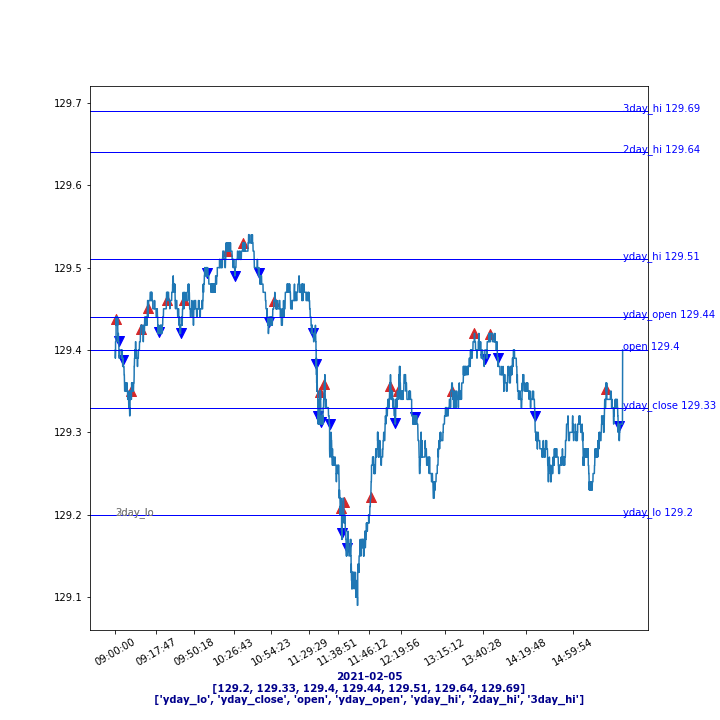 129.7
3day_hi 129.69
2day_hi 129.64
129.6
yday_hi 129.51
129.5
yday_open 129.44
129.4
open 129.4
yday_close 129.33
129.3
129.2
3day_lo
yday_lo 129.2
129.1
09:00:00 09:17:47 09:50:18 10:26:43 10:54:23 11:29:29 11:38:51 11:46:12 12:19:56 13:15:12 13:40:28 14:19:48 14:59:54
2021-02-05
[129.2, 129.33, 129.4, 129.44, 129.51, 129.64, 129.69]
['yday_lo', 'yday_close', 'open', 'yday_open', 'yday_hi', '2day_hi', '3day_hi']